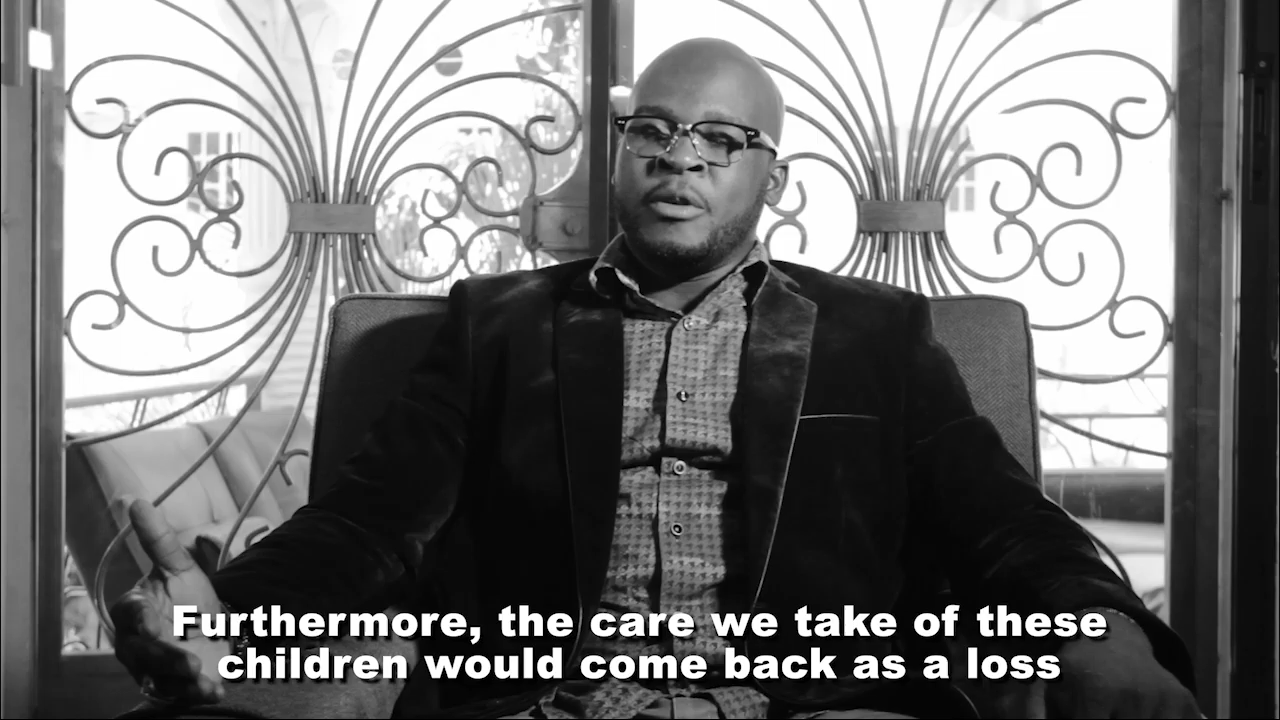 Furthermore, the care we take of these
children would come back as a loss